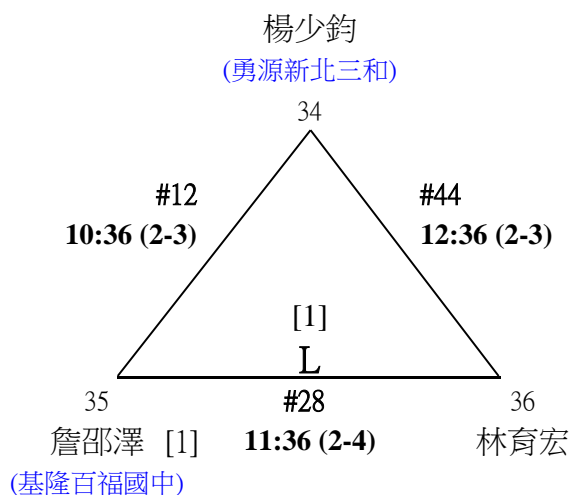 楊少鈞
(勇源新北三和)
34
#12
10:36 (2-3)
#44
12:36 (2-3)
[1]
L
35
#28
36
詹邵澤 [1]
11:36 (2-4)
林育宏
(基隆百福國中)